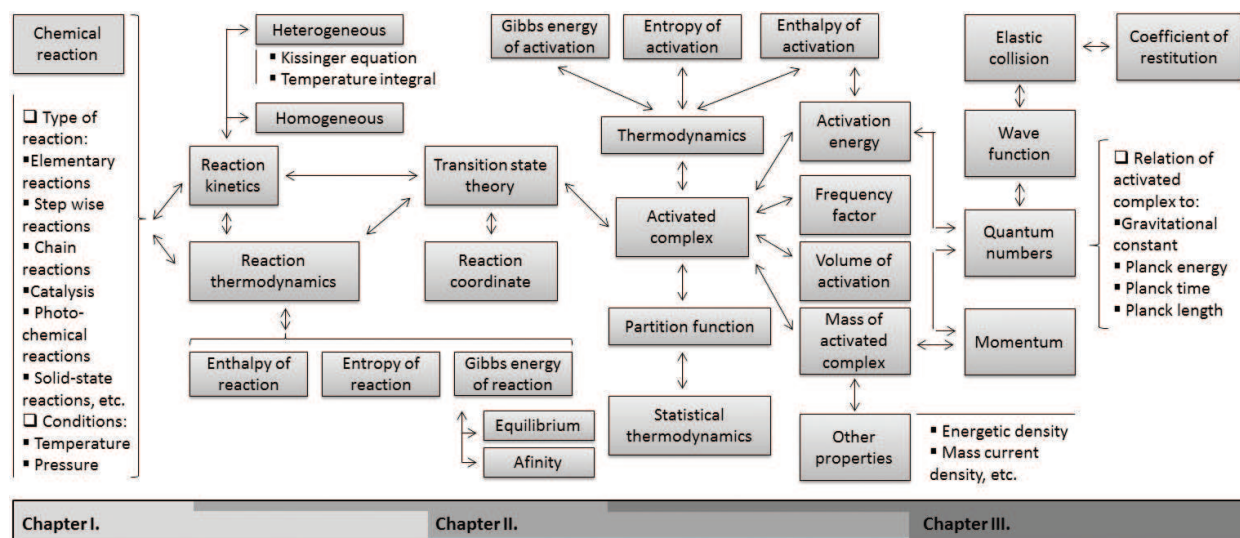 Chemical
reaction
❑ Type of
reaction:
▪Elementary
reactions
▪ Step wise
reactions
▪ Chain
reactions
▪Catalysis
▪ Photo-
chemical
reactions
▪ Solid-state
reactions, etc.
❑ Conditions:
▪ Temperature
▪ Pressure
Heterogeneous
▪ Kissinger equation
▪ Temperature integral
Homogeneous
Reaction
kinetics
Reaction
thermodynamics
Enthalpy of
reaction
Entropy of
reaction
Gibbs energy
of reaction
Equilibrium
Afinity
Transition state
theory
Reaction
coordinate
Gibbs energy
of activation
Entropy of
activation
Enthalpy of
activation
Thermodynamics
Activated
complex
Partition function
Statistical
thermodynamics
Activation
energy
Frequency
factor
Volume of
activation
Mass of
activated
complex
Other
properties
▪ Energetic density
▪ Mass current
density, etc.
Elastic
collision
Coefficient of
restitution
Wave
function
Quantum
numbers
Momentum
❑ Relation of
activated
complex to:
▪Gravitational
constant
▪ Planck energy
▪ Planck time
▪ Planck length
Chapter I.
Chapter II.
Chapter III.